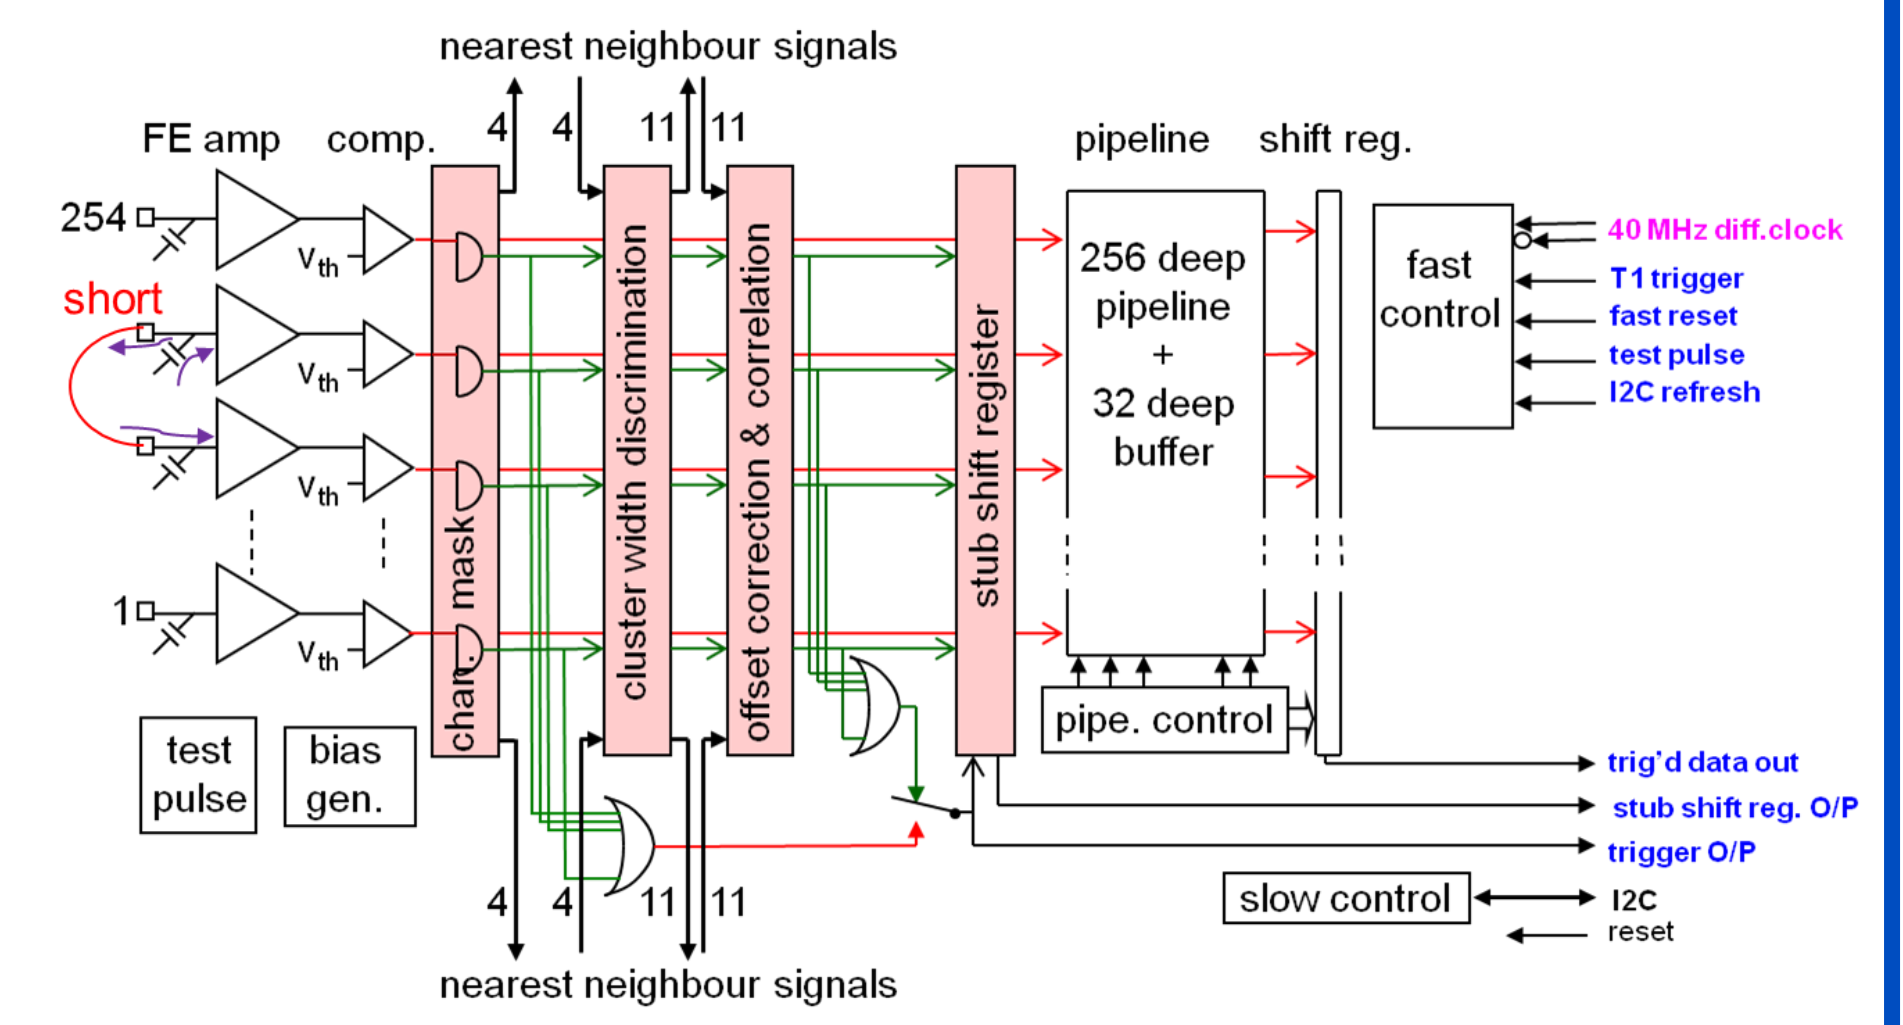 nearest neighbour signals
4
4
11
11
FE amp
comp.
pipeline
shift reg.
254
Vth
short
Vth
Vth
1
Vth
chan. mask
cluster width discrimination
offset correction & correlation
stub shift register
256 deep
pipeline
+
32 deep
buffer
fast
control
40 MHz diff.clock
T1 trigger
fast reset
test pulse
I2C refresh
pipe. control
test
pulse
bias
gen.
trig'd data out
stub shift reg. O/P
trigger O/P
slow control
I2C
reset
4
4
11
11
nearest neighbour signals